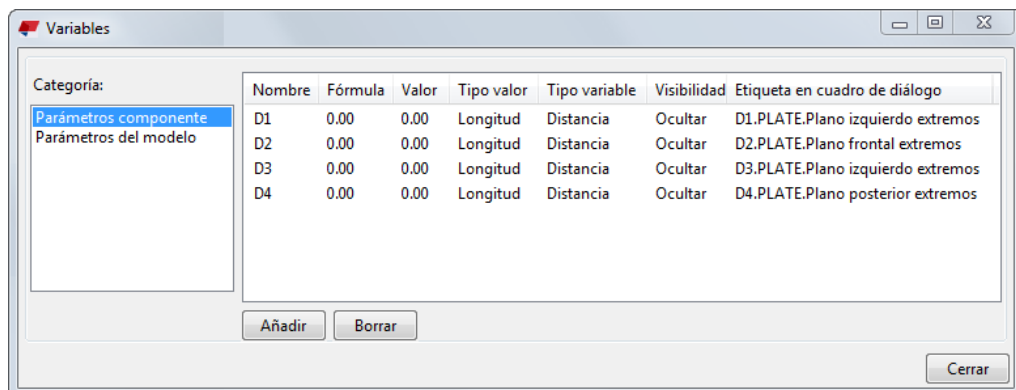 Variables
Categoría:
Parámetros componente
Parámetros del modelo
Nombre Fórmula Valor Tipo valor Tipo variable Visibilidad Etiqueta en cuadro de diálogo
D1 0.00 0.00 Longitud Distancia Ocultar D1.PLATE.Plano izquierdo extremos
D2 0.00 0.00 Longitud Distancia Ocultar D2.PLATE.Plano frontal extremos
D3 0.00 0.00 Longitud Distancia Ocultar D3.PLATE.Plano izquierdo extremos
D4 0.00 0.00 Longitud Distancia Ocultar D4.PLATE.Plano posterior extremos
Añadir Borrar
Cerrar